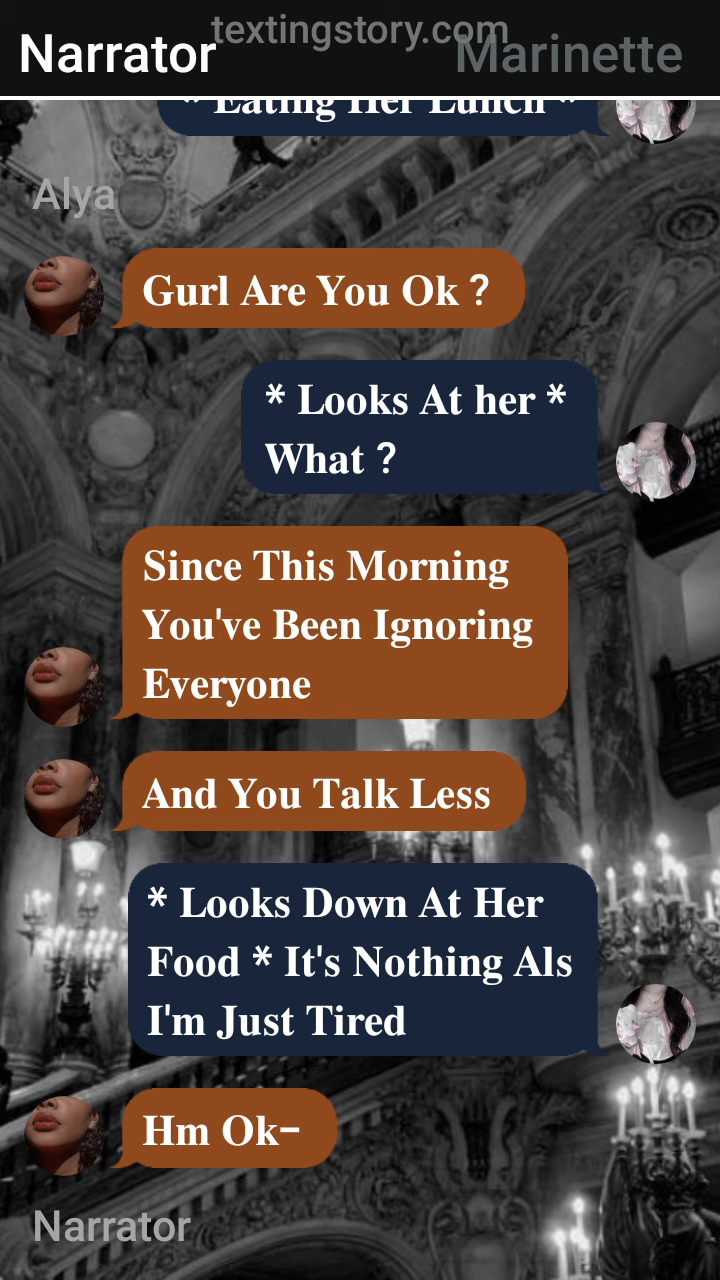 textingstory.com
Narrator
Marinette
* Eating Her Lunch *
Alya
Gurl Are You Ok ?
* Looks At her *
What ?
Since This Morning
You've Been Ignoring
Everyone
And You Talk Less
* Looks Down At Her
Food * It's Nothing Als
I'm Just Tired
Hm Ok-
Narrator